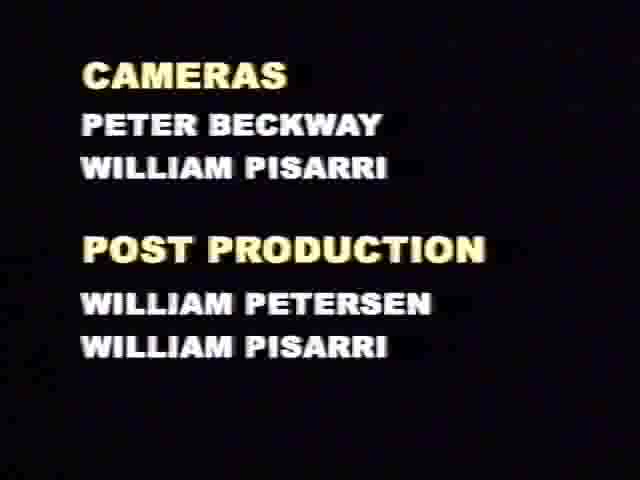 CAMERAS
PETER BECKWAY
WILLIAM PISARRI
POST PRODUCTION
WILLIAM PETERSEN
WILLIAM PISARRI